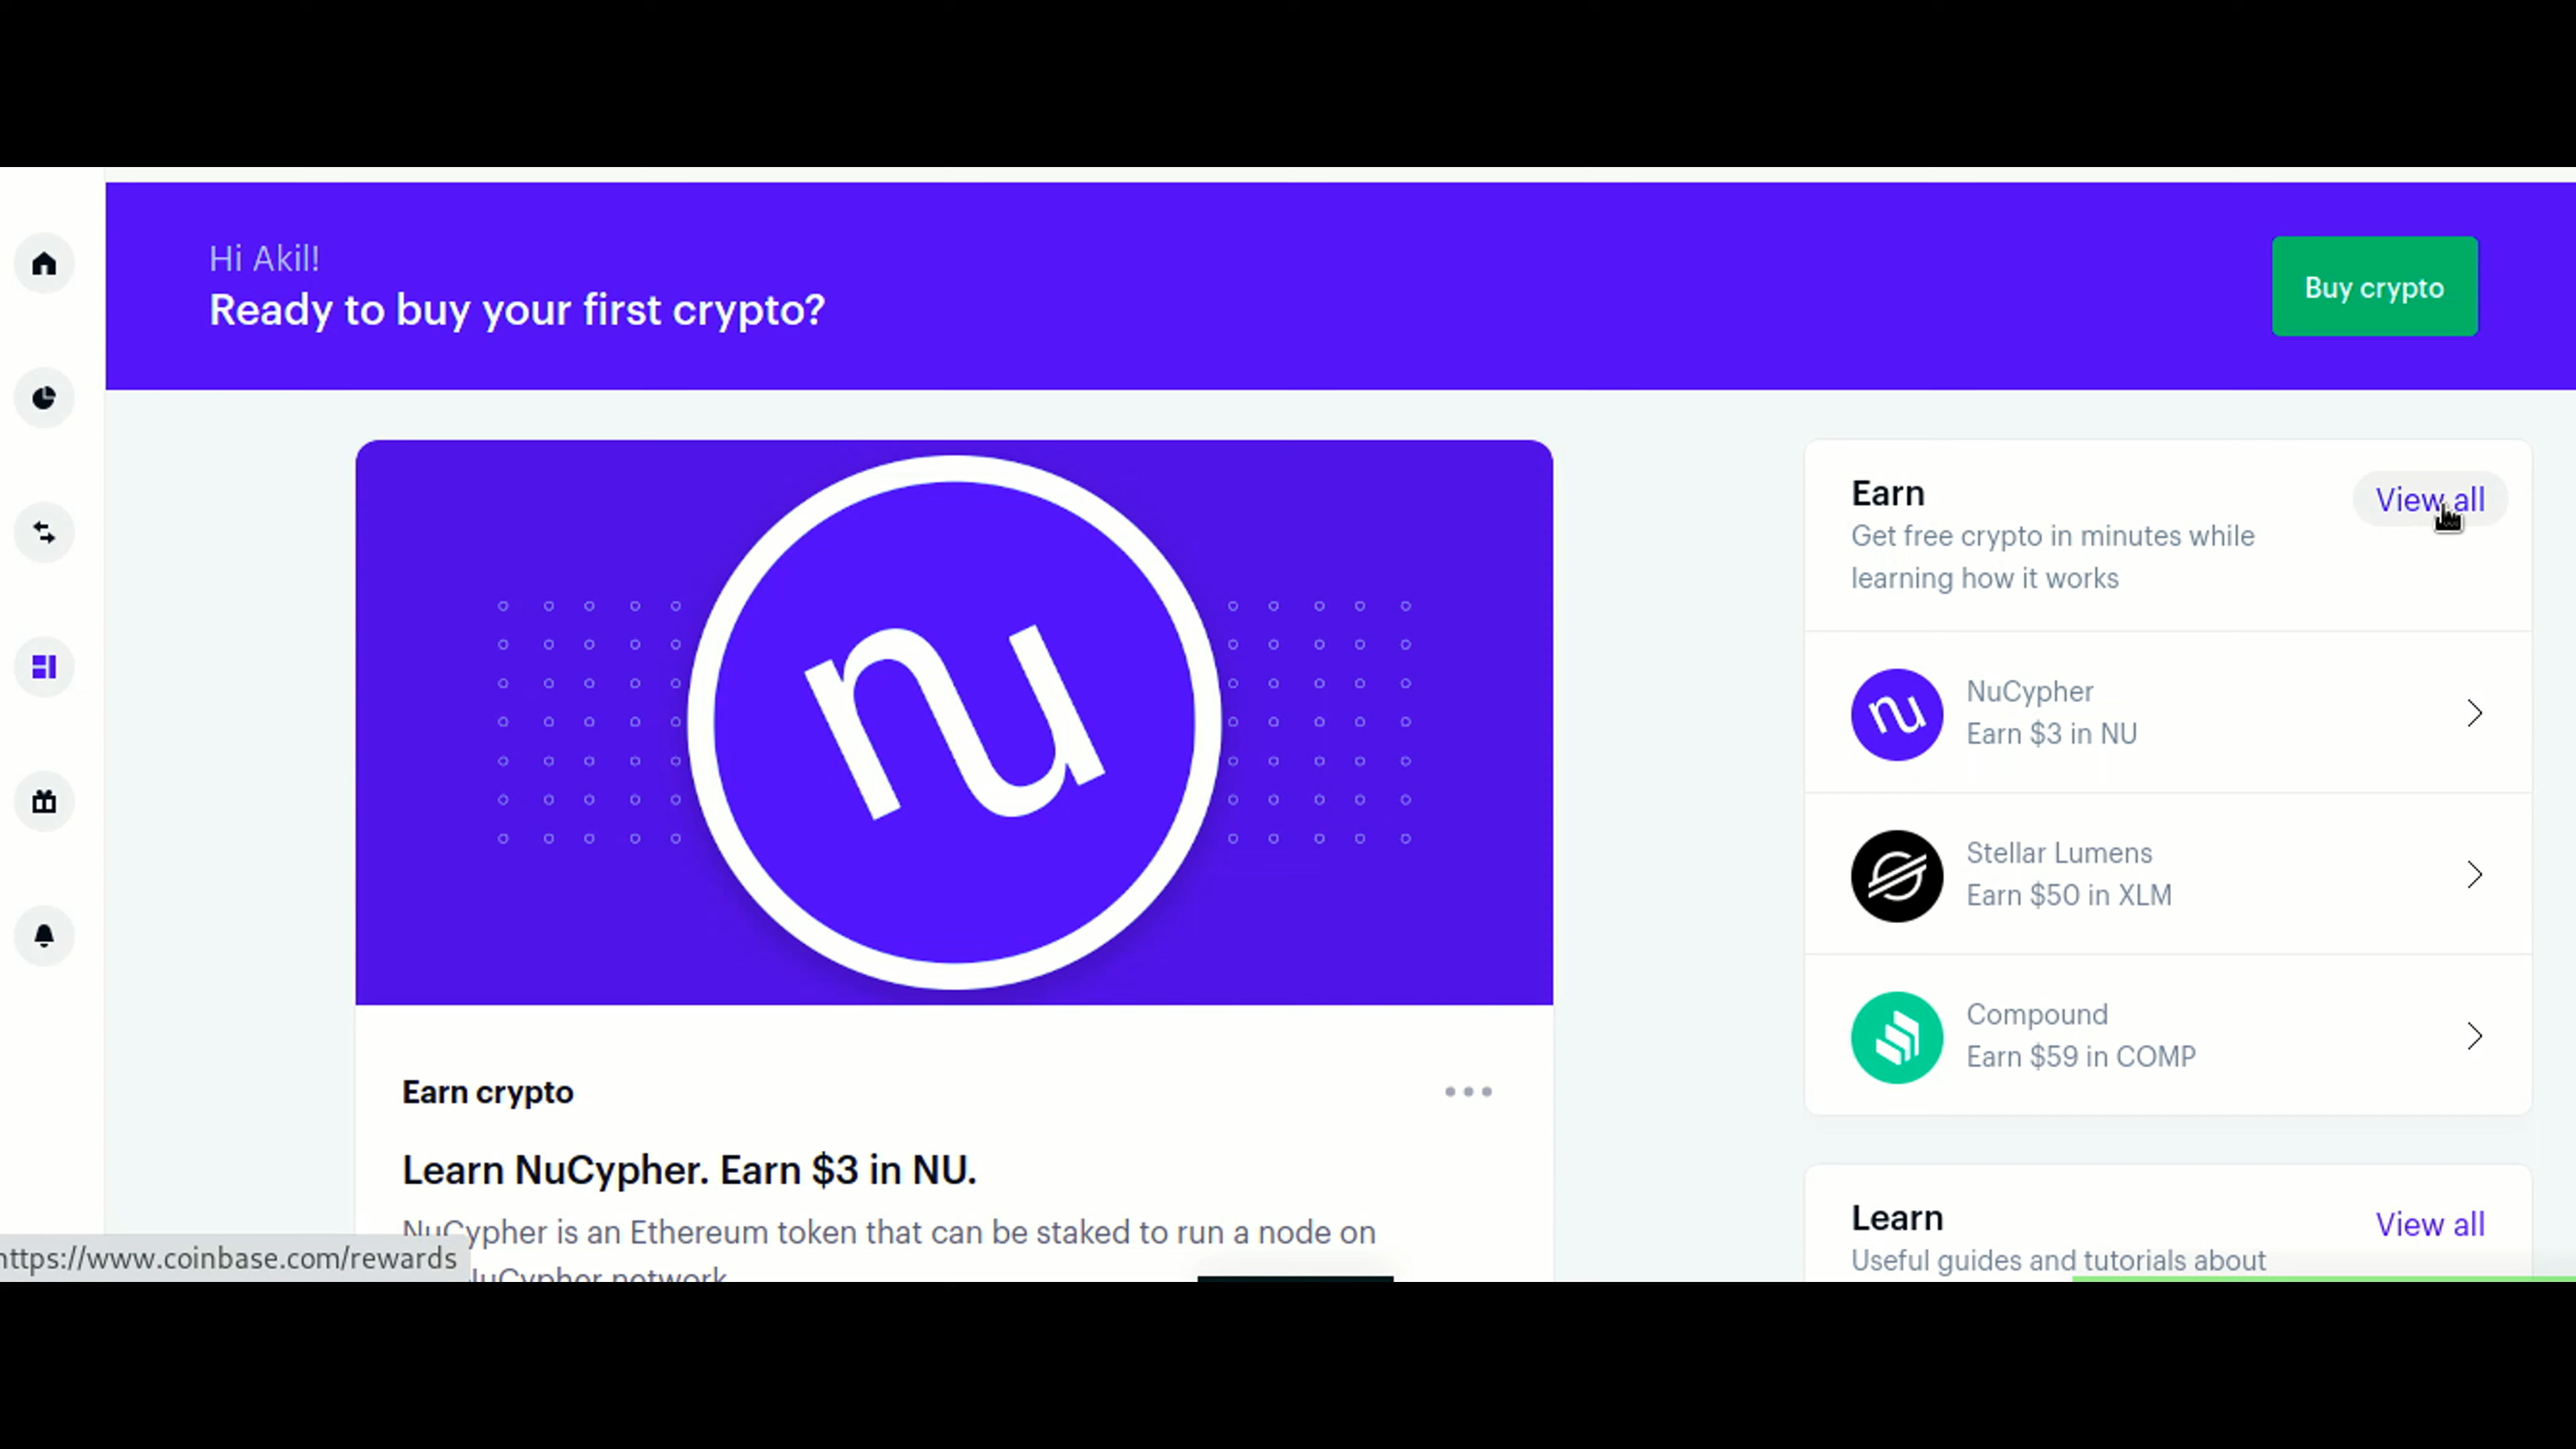 Hi Akil!
Ready to buy your first crypto?
Buy crypto
nu
Earn crypto
Learn NuCypher. Earn $3 in NU.
NuCypher is an Ethereum token that can be staked to run a node on
NuCypher network
https://www.coinbase.com/rewards
Earn
View all
Get free crypto in minutes while
learning how it works
nu
NuCypher
Earn $3 in NU
Stellar Lumens
Earn $50 in XLM
Compound
Earn $59 in COMP
Learn
View all
Useful guides and tutorials about